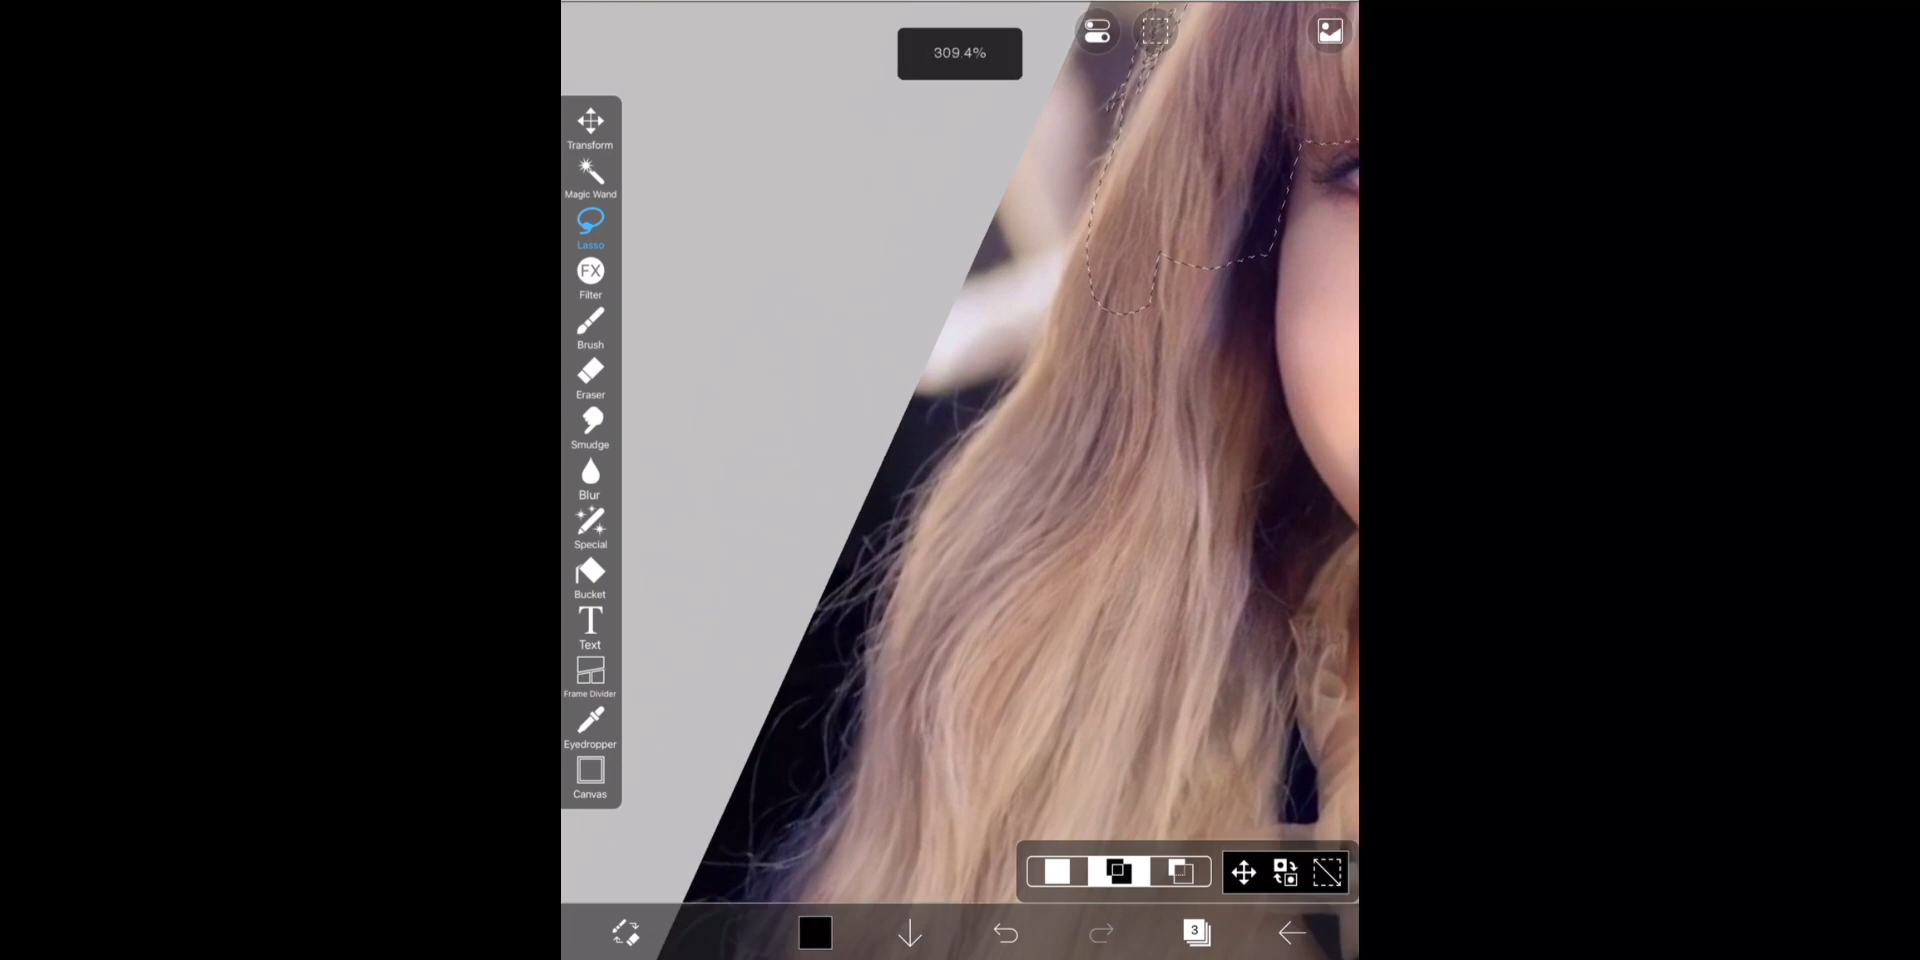 309.4%
Transform
Magic Wand
Lasso
FX
Filter
Brush
Eraser
Smudge
Blur
Special
Bucket
T
Text
Frame Divider
Eyedropper
Canvas
3